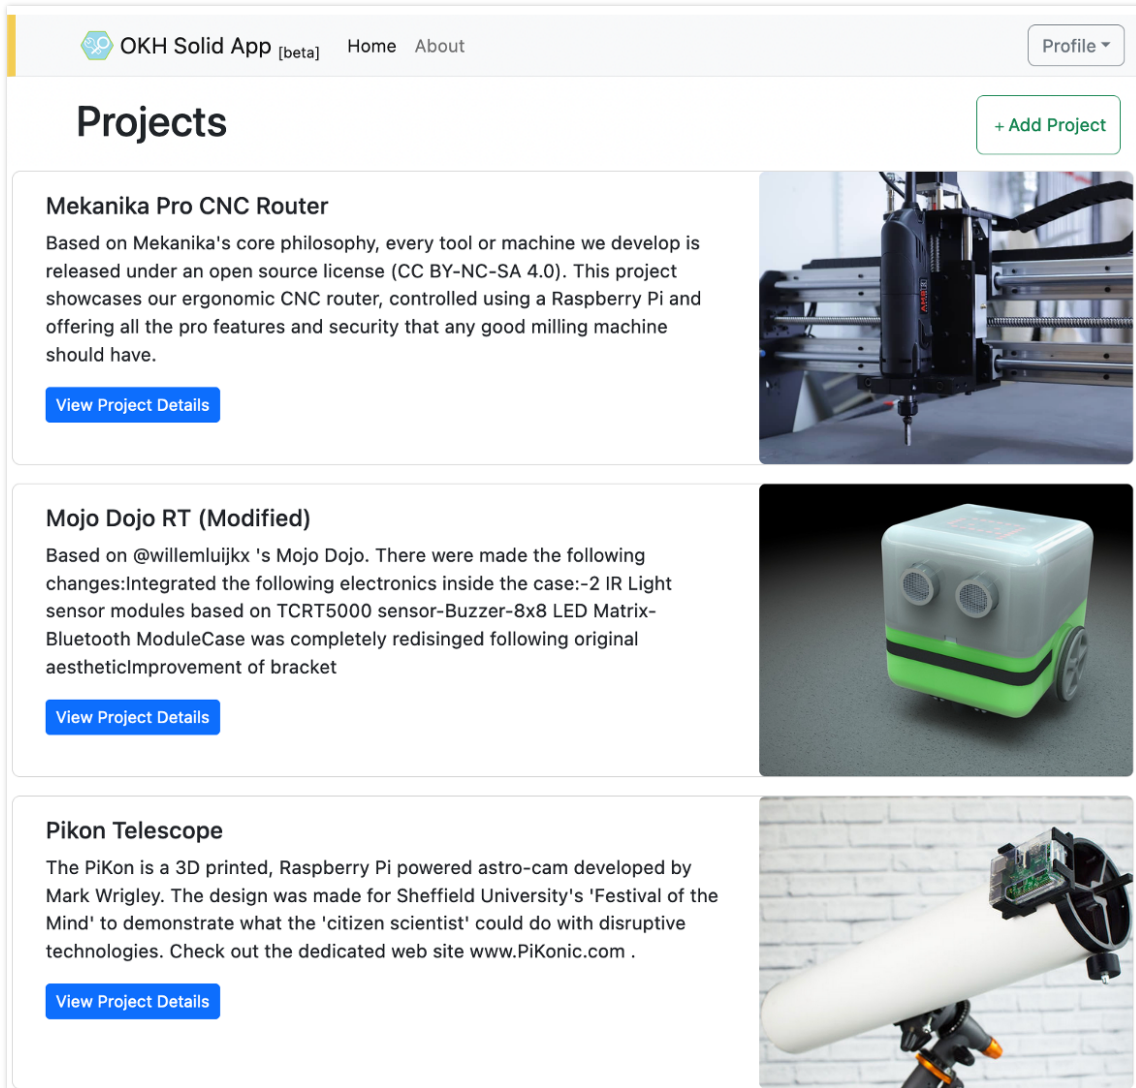 OKH Solid App [beta] Home About Profile
Projects
+ Add Project
Mekanika Pro CNC Router
Based on Mekanika's core philosophy, every tool or machine we develop is
released under an open source license (CC BY-NC-SA 4.0). This project
showcases our ergonomic CNC router, controlled using a Raspberry Pi and
offering all the pro features and security that any good milling machine
should have.
View Project Details
AMB
Mojo Dojo RT (Modified)
Based on @willemluijkx 's Mojo Dojo. There were made the following
changes:Integrated the following electronics inside the case:-2 IR Light
sensor modules based on TCRT5000 sensor-Buzzer-8x8 LED Matrix-
Bluetooth ModuleCase was completely redisinged following original
aestheticImprovement of bracket
View Project Details
Pikon Telescope
The PiKon is a 3D printed, Raspberry Pi powered astro-cam developed by
Mark Wrigley. The design was made for Sheffield University's 'Festival of the
Mind' to demonstrate what the 'citizen scientist' could do with disruptive
technologies. Check out the dedicated web site www.PiKonic.com .
View Project Details